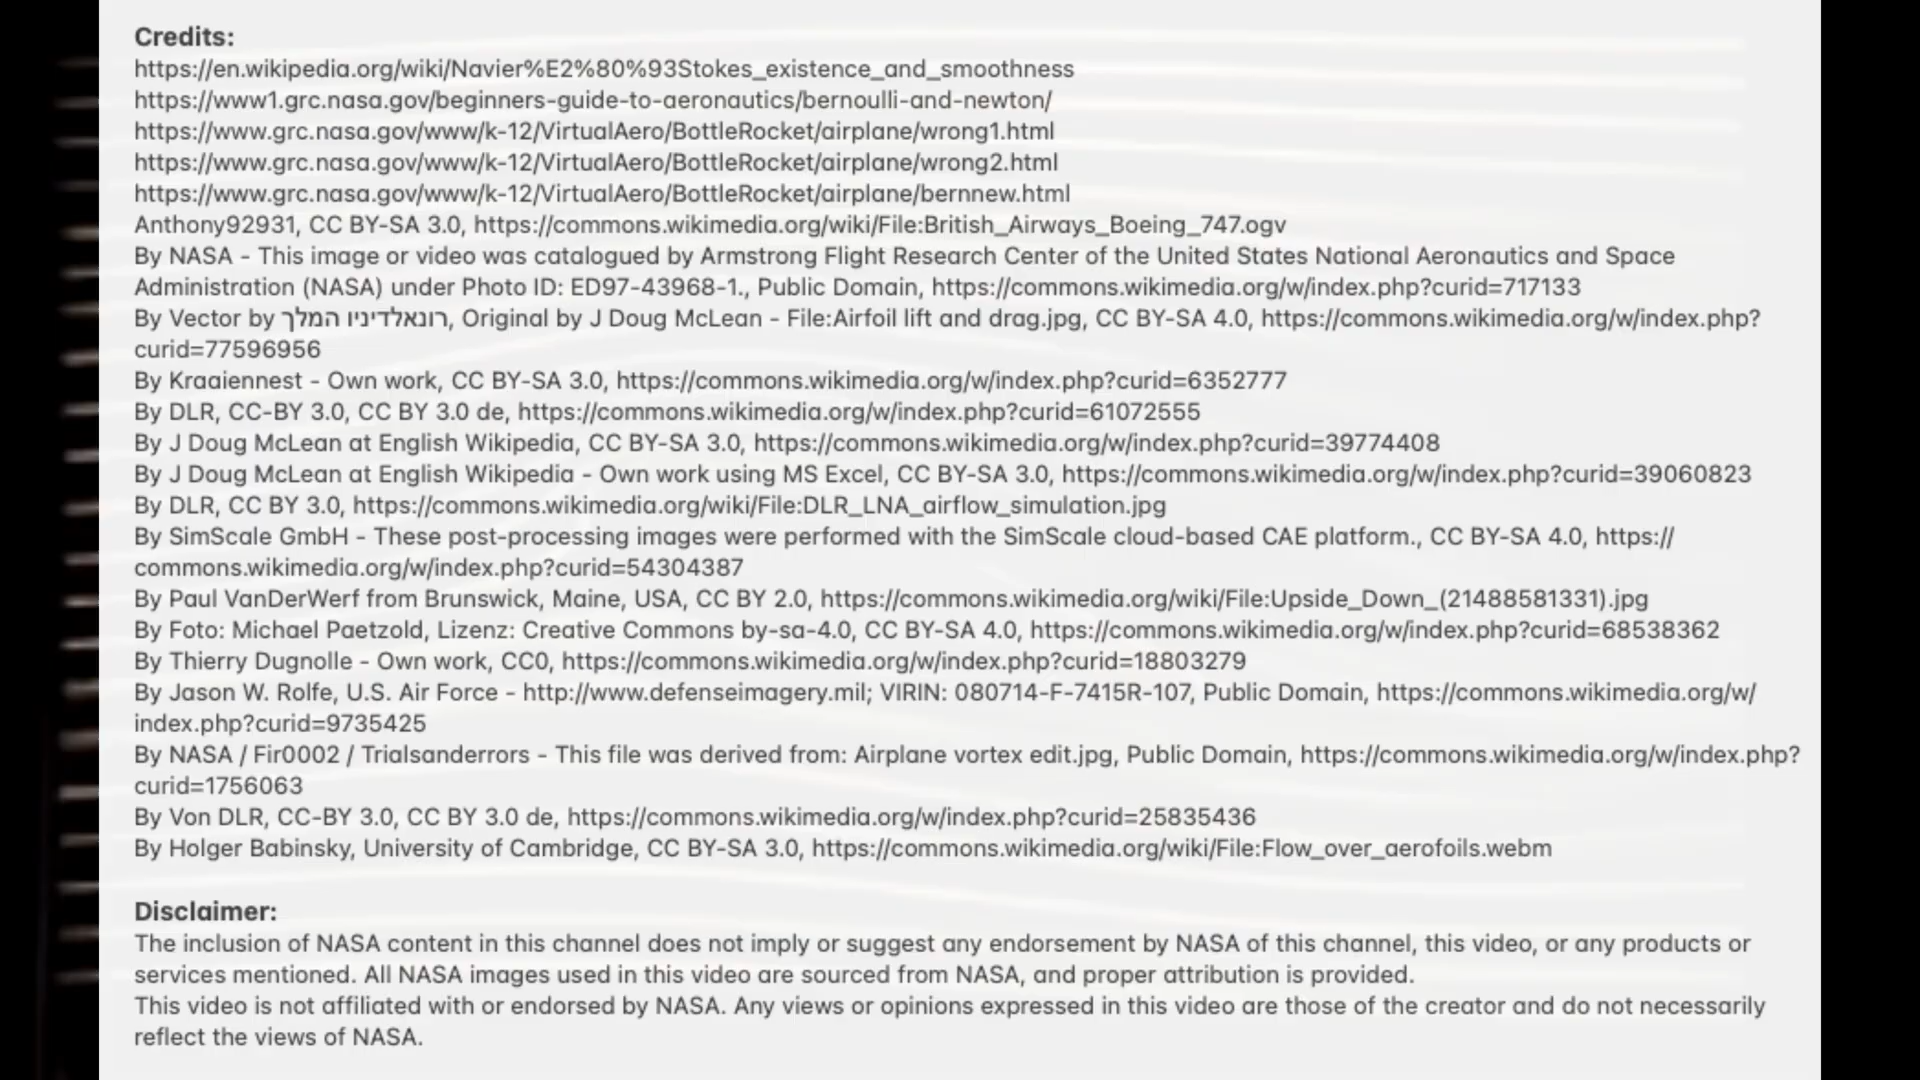 Credits:
https://en.wikipedia.org/wiki/Navier%E2%80%93Stokes_existence_and_smoothness
https://www1.grc.nasa.gov/beginners-guide-to-aeronautics/bernoulli-and-newton/
https://www.grc.nasa.gov/www/k-12/VirtualAero/BottleRocket/airplane/wrong1.html
https://www.grc.nasa.gov/www/k-12/VirtualAero/BottleRocket/airplane/wrong2.html
https://www.grc.nasa.gov/www/k-12/VirtualAero/BottleRocket/airplane/bernnew.html
Anthony92931, CC BY-SA 3.0, https://commons.wikimedia.org/wiki/File:British_Airways_Boeing_747.ogv
By NASA - This image or video was catalogued by Armstrong Flight Research Center of the United States National Aeronautics and Space
Administration (NASA) under Photo ID: ED97-43968-1., Public Domain, https://commons.wikimedia.org/w/index.php?curid=717133
By Vector by רונאלדיניו המלך, Original by J Doug McLean - File:Airfoil lift and drag.jpg, CC BY-SA 4.0, https://commons.wikimedia.org/w/index.php?
curid=77596956
By Kraaiennest - Own work, CC BY-SA 3.0, https://commons.wikimedia.org/w/index.php?curid=6352777
By DLR, CC-BY 3.0, CC BY 3.0 de, https://commons.wikimedia.org/w/index.php?curid=61072555
By J Doug McLean at English Wikipedia, CC BY-SA 3.0, https://commons.wikimedia.org/w/index.php?curid=39774408
By J Doug McLean at English Wikipedia - Own work using MS Excel, CC BY-SA 3.0, https://commons.wikimedia.org/w/index.php?curid=39060823
By DLR, CC BY 3.0, https://commons.wikimedia.org/wiki/File:DLR_LNA_airflow_simulation.jpg
By SimScale GmbH - These post-processing images were performed with the SimScale cloud-based CAE platform., CC BY-SA 4.0, https://
commons.wikimedia.org/w/index.php?curid=54304387
By Paul VanDerWerf from Brunswick, Maine, USA, CC BY 2.0, https://commons.wikimedia.org/wiki/File:Upside_Down_(21488581331).jpg
By Foto: Michael Paetzold, Lizenz: Creative Commons by-sa-4.0, CC BY-SA 4.0, https://commons.wikimedia.org/w/index.php?curid=68538362
By Thierry Dugnolle - Own work, CC0, https://commons.wikimedia.org/w/index.php?curid=18803279
By Jason W. Rolfe, U.S. Air Force - http://www.defenseimagery.mil; VIRIN: 080714-F-7415R-107, Public Domain, https://commons.wikimedia.org/w/
index.php?curid=9735425
By NASA / Fir0002 / Trialsanderrors - This file was derived from: Airplane vortex edit.jpg, Public Domain, https://commons.wikimedia.org/w/index.php?
curid=1756063
By Von DLR, CC-BY 3.0, CC BY 3.0 de, https://commons.wikimedia.org/w/index.php?curid=25835436
By Holger Babinsky, University of Cambridge, CC BY-SA 3.0, https://commons.wikimedia.org/wiki/File:Flow_over_aerofoils.webm
Disclaimer:
The inclusion of NASA content in this channel does not imply or suggest any endorsement by NASA of this channel, this video, or any products or
services mentioned. All NASA images used in this video are sourced from NASA, and proper attribution is provided.
This video is not affiliated with or endorsed by NASA. Any views or opinions expressed in this video are those of the creator and do not necessarily
reflect the views of NASA.